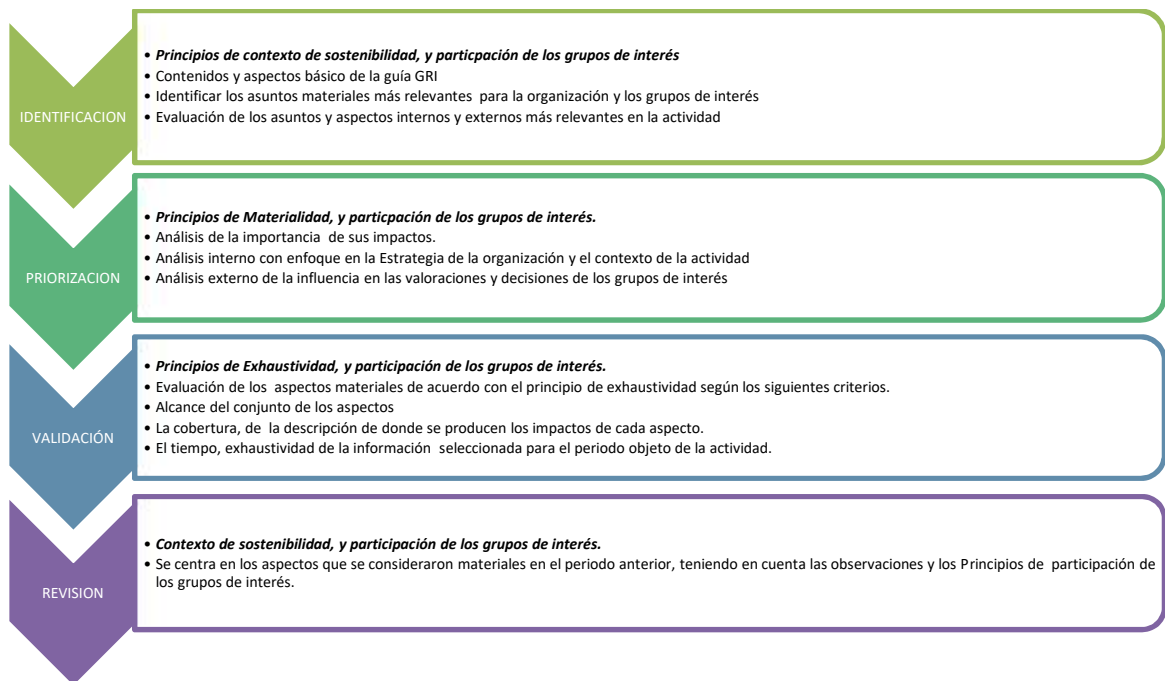 IDENTIFICACION
• Principios de contexto de sostenibilidad, y particpación de los grupos de interés
• Contenidos y aspectos básico de la guía GRI
• Identificar los asuntos materiales más relevantes para la organización y los grupos de interés
• Evaluación de los asuntos y aspectos internos y externos más relevantes en la actividad
PRIORIZACION
• Principios de Materialidad, y particpación de los grupos de interés.
• Análisis de la importancia de sus impactos.
• Análisis interno con enfoque en la Estrategia de la organización y el contexto de la actividad
• Análisis externo de la influencia en las valoraciones y decisiones de los grupos de interés
VALIDACIÓN
• Principios de Exhaustividad, y participación de los grupos de interés.
• Evaluación de los aspectos materiales de acuerdo con el principio de exhaustividad según los siguientes criterios.
• Alcance del conjunto de los aspectos
• La cobertura, de la descripción de donde se producen los impactos de cada aspecto.
• El tiempo, exhaustividad de la información seleccionada para el periodo objeto de la actividad.
REVISION
• Contexto de sostenibilidad, y participación de los grupos de interés.
• Se centra en los aspectos que se consideraron materiales en el periodo anterior, teniendo en cuenta las observaciones y los Principios de participación de
los grupos de interés.